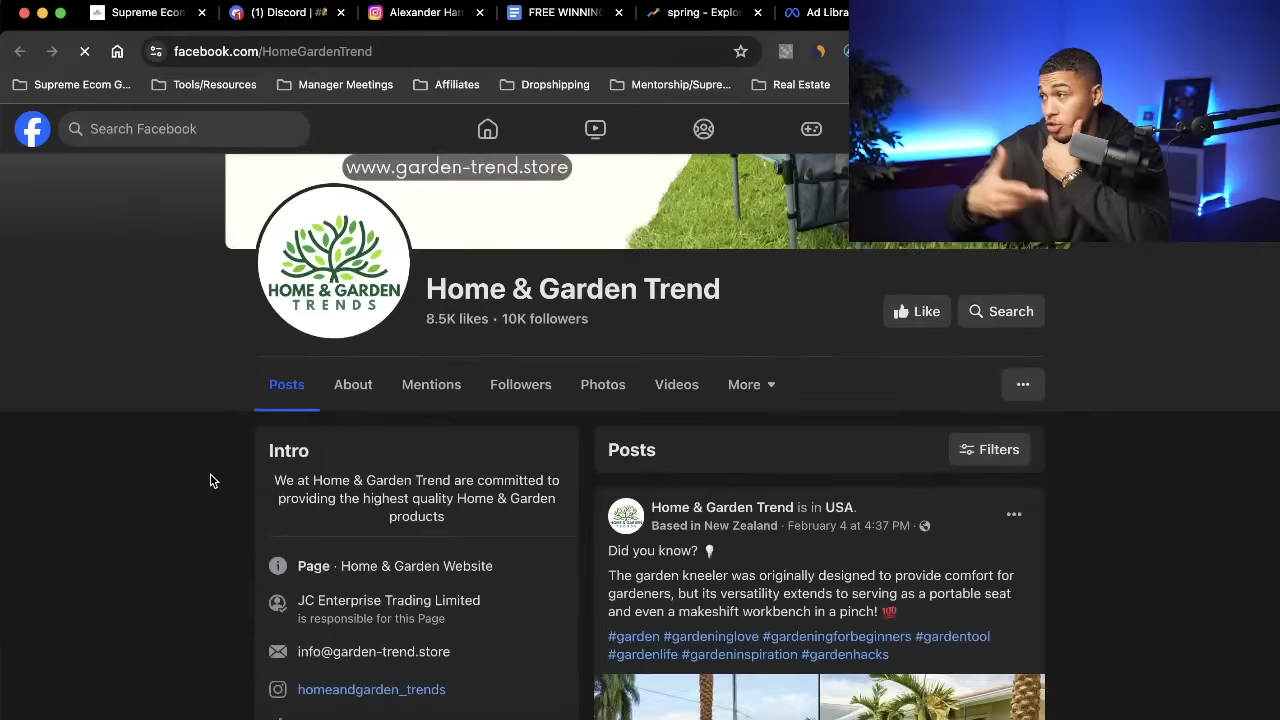 Supreme Ecom
(1) Discord | #
Alexander Har
FREE WINNING
spring - Explo
Ad Libra
facebook.com/HomeGardenTrend
Supreme Ecom G...
Tools/Resources
Manager Meetings
Affiliates
Dropshipping
Mentorship/Supre...
Real Estate
Search Facebook
www.garden-trend.store
HOME & GARDEN
TRENDS
Home & Garden Trend
8.5K likes • 10K followers
Like
Search
Posts
About
Mentions
Followers
Photos
Videos
More
Intro
We at Home & Garden Trend are committed to
providing the highest quality Home & Garden
products
Page · Home & Garden Website
JC Enterprise Trading Limited
is responsible for this Page
info@garden-trend.store
homeandgarden_trends
Posts
Filters
Home & Garden Trend is in USA.
Based in New Zealand · February 4 at 4:37 PM ·
Did you know? 💡
The garden kneeler was originally designed to provide comfort for
gardeners, but its versatility extends to serving as a portable seat
and even a makeshift workbench in a pinch! 💯
#garden #gardeninglove #gardeningforbeginners #gardentool
#gardenlife #gardeninspiration #gardenhacks